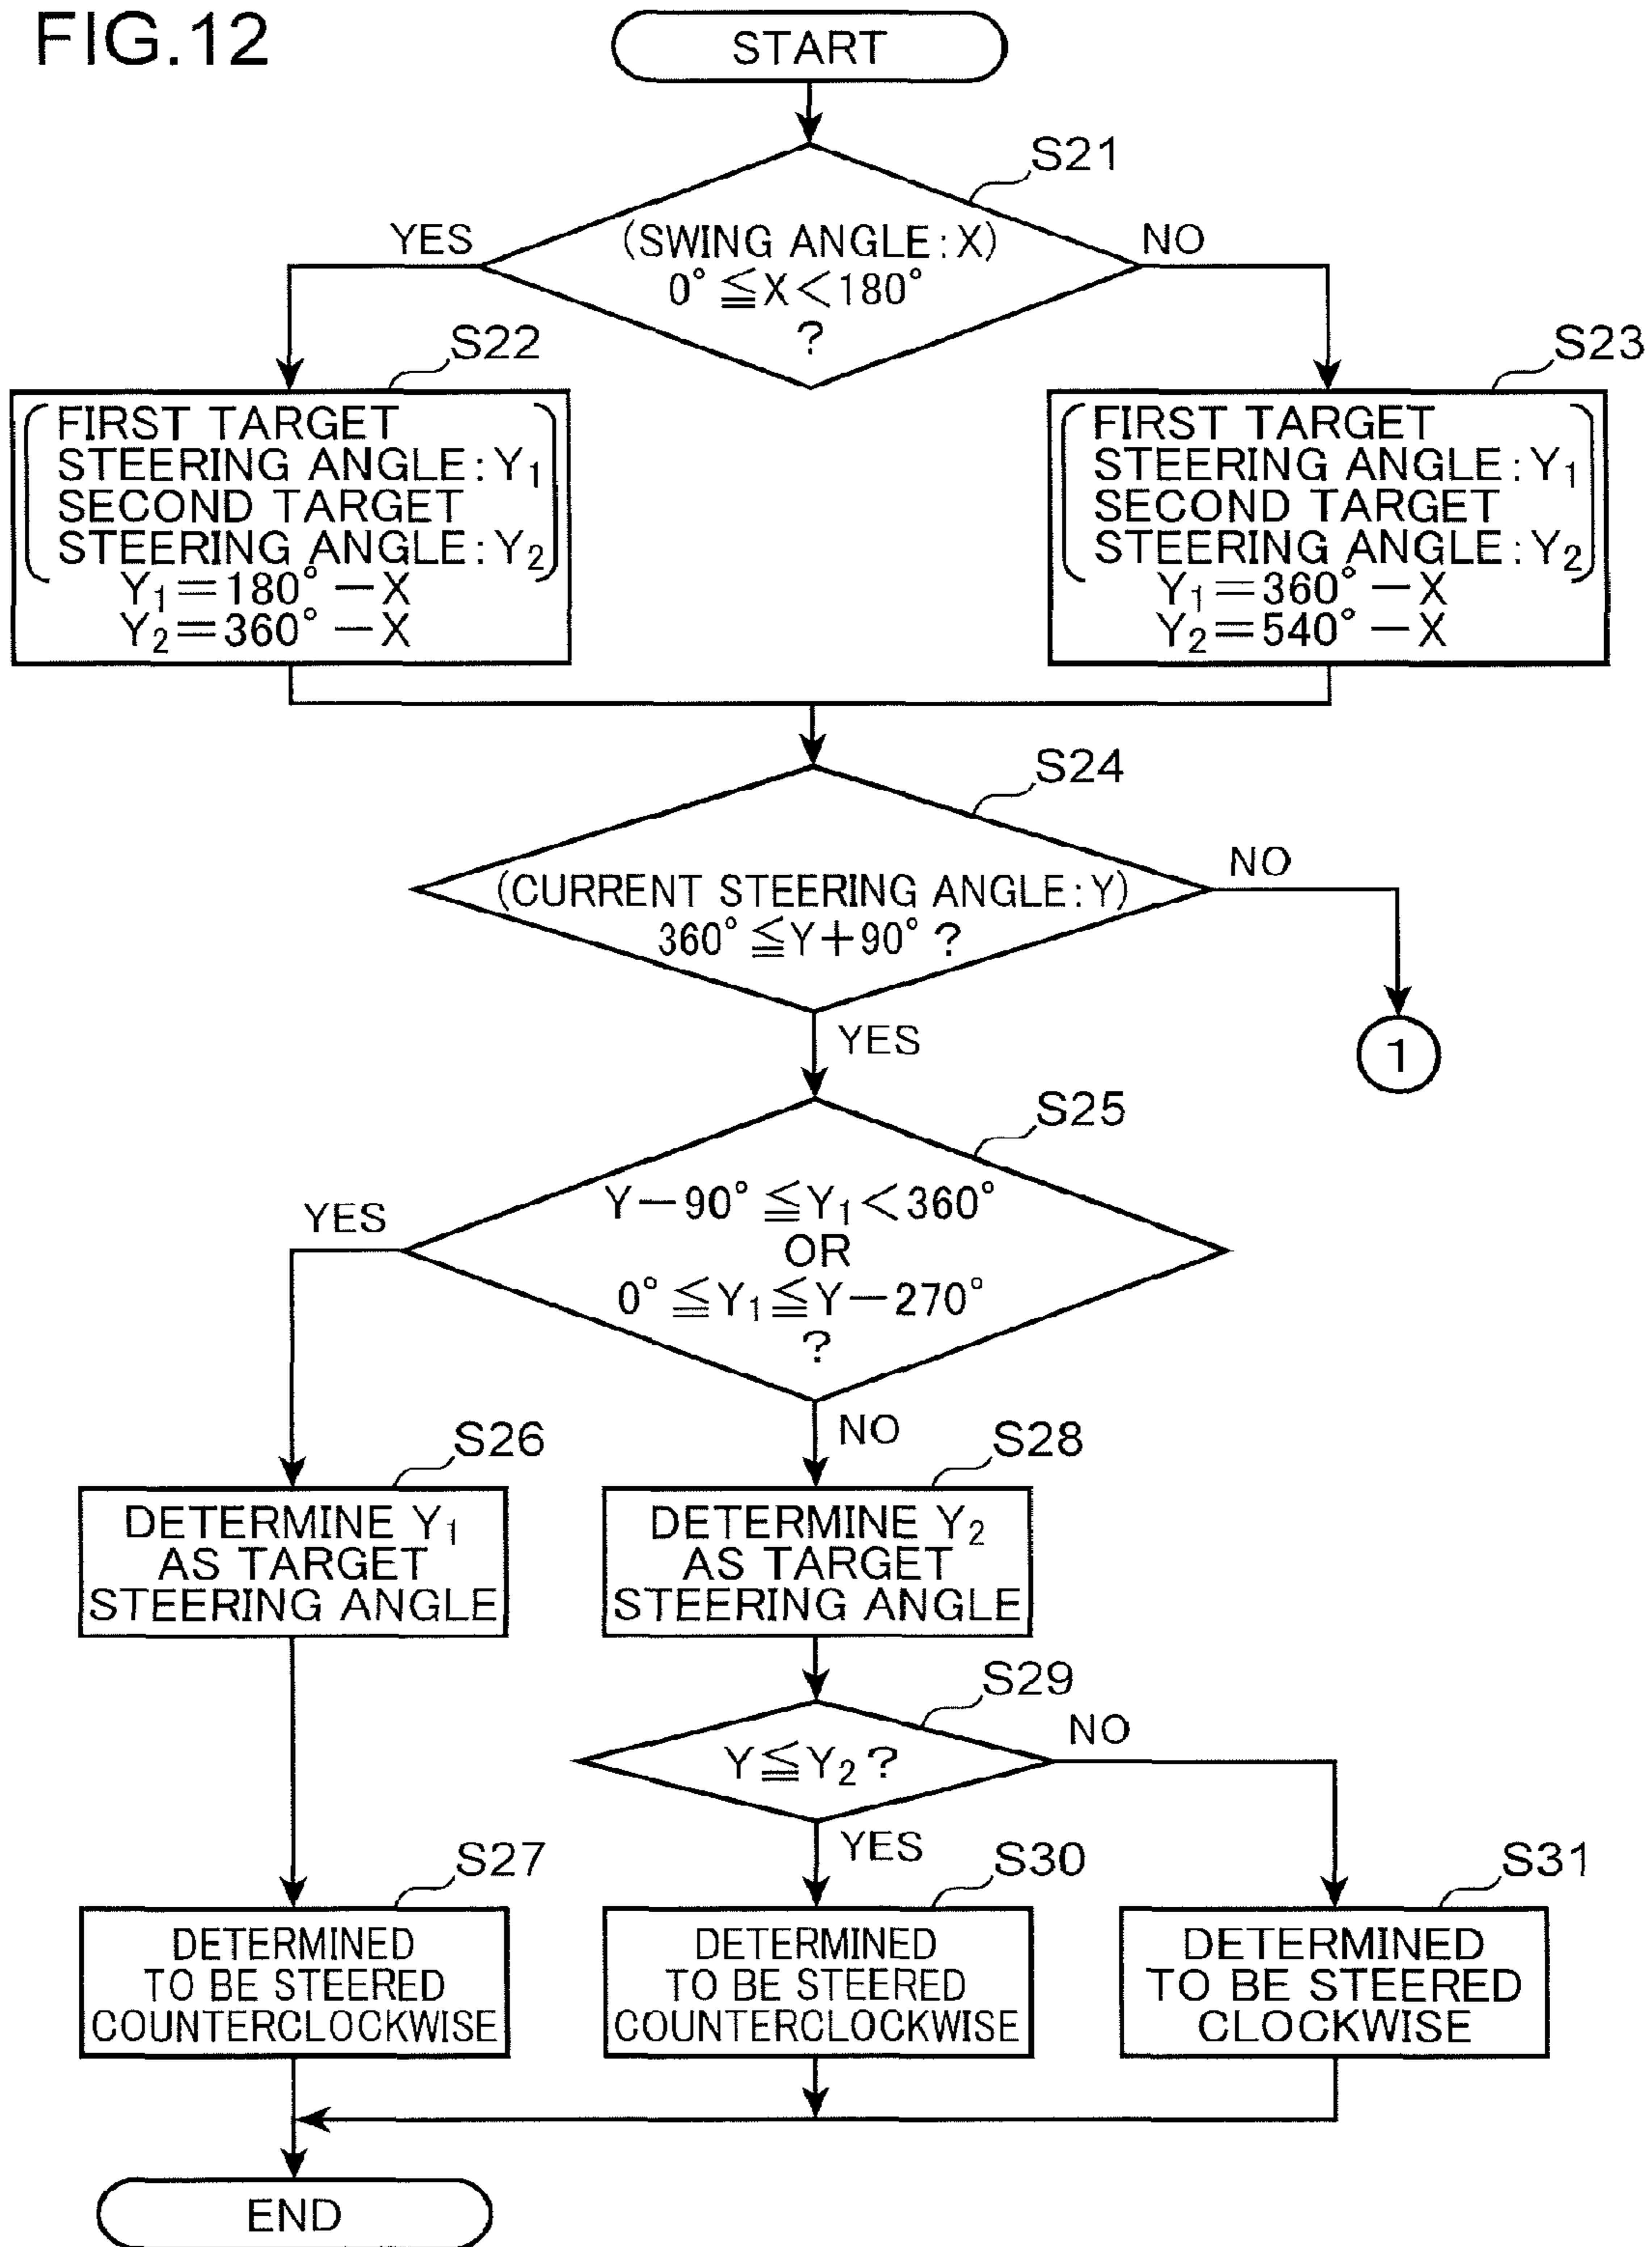 FIG.12
START
S21
YES
(SWING ANGLE:X)
0° ≦X<180°
?
NO
S22
FIRST TARGET
STEERING ANGLE:Y₁
SECOND TARGET
STEERING ANGLE:Y₂
Y₁=180° −X
Y₂=360° −X
S23
FIRST TARGET
STEERING ANGLE:Y₁
SECOND TARGET
STEERING ANGLE:Y₂
Y₁=360° −X
Y₂=540° −X
S24
(CURRENT STEERING ANGLE:Y)
360° ≦Y+90° ?
NO
1
YES
S25
YES
Y−90° ≦Y₁<360°
OR
0° ≦Y₁≦Y−270°
?
NO
S26
DETERMINE Y₁
AS TARGET
STEERING ANGLE
S28
DETERMINE Y₂
AS TARGET
STEERING ANGLE
S29
Y≦Y₂?
NO
YES
S27
DETERMINED
TO BE STEERED
COUNTERCLOCKWISE
S30
DETERMINED
TO BE STEERED
COUNTERCLOCKWISE
S31
DETERMINED
TO BE STEERED
CLOCKWISE
END